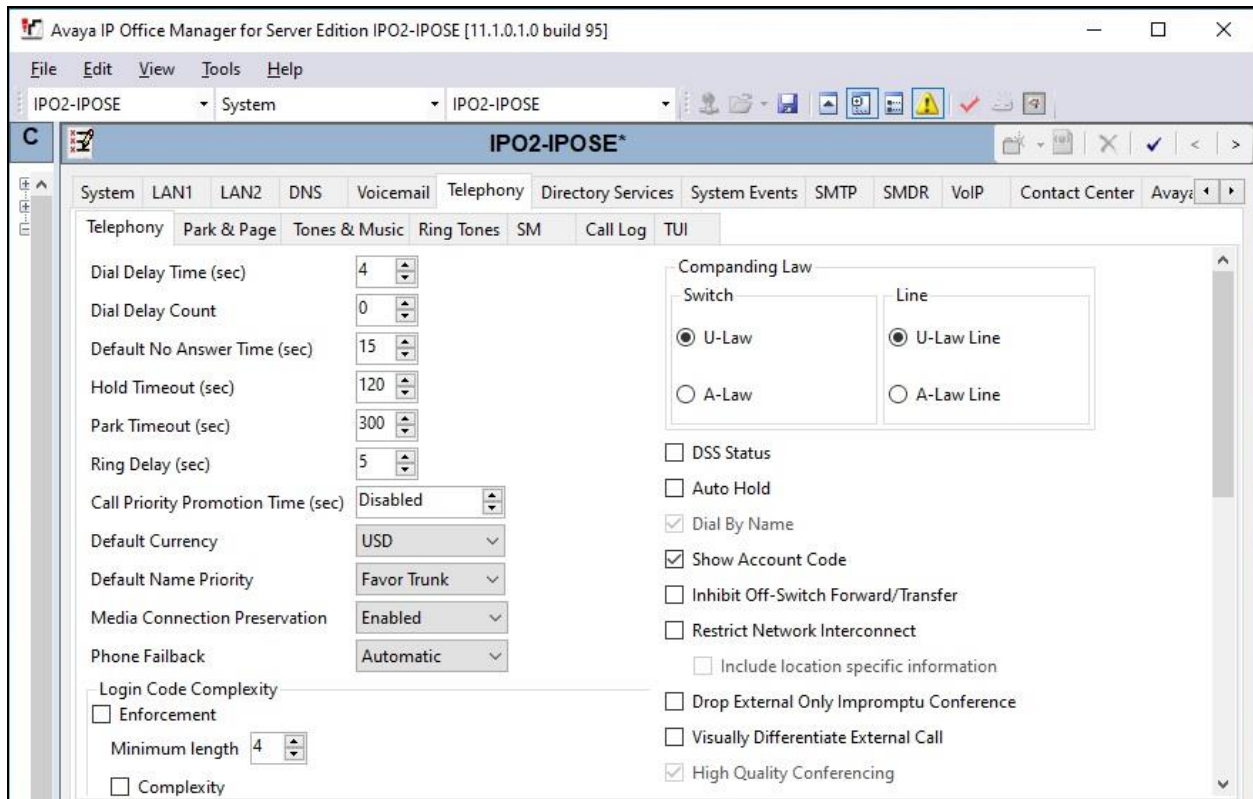 Avaya IP Office Manager for Server Edition IPO2-IPOSE [11.1.0.1.0 build 95]
File Edit View Tools Help
IPO2-IPOSE System IPO2-IPOSE
C IPO2-IPOSE*
System LAN1 LAN2 DNS Voicemail Telephony Directory Services System Events SMTP SMDR VoIP Contact Center Avaya
Telephony Park & Page Tones & Music Ring Tones SM Call Log TUI
Dial Delay Time (sec) 4
Dial Delay Count 0
Default No Answer Time (sec) 15
Hold Timeout (sec) 120
Park Timeout (sec) 300
Ring Delay (sec) 5
Call Priority Promotion Time (sec) Disabled
Default Currency USD
Default Name Priority Favor Trunk
Media Connection Preservation Enabled
Phone Failback Automatic
Login Code Complexity
Enforcement
Minimum length 4
Complexity
Companding Law
Switch Line
U-Law U-Law Line
A-Law A-Law Line
DSS Status
Auto Hold
Dial By Name
Show Account Code
Inhibit Off-Switch Forward/Transfer
Restrict Network Interconnect
Include location specific information
Drop External Only Impromptu Conference
Visually Differentiate External Call
High Quality Conferencing